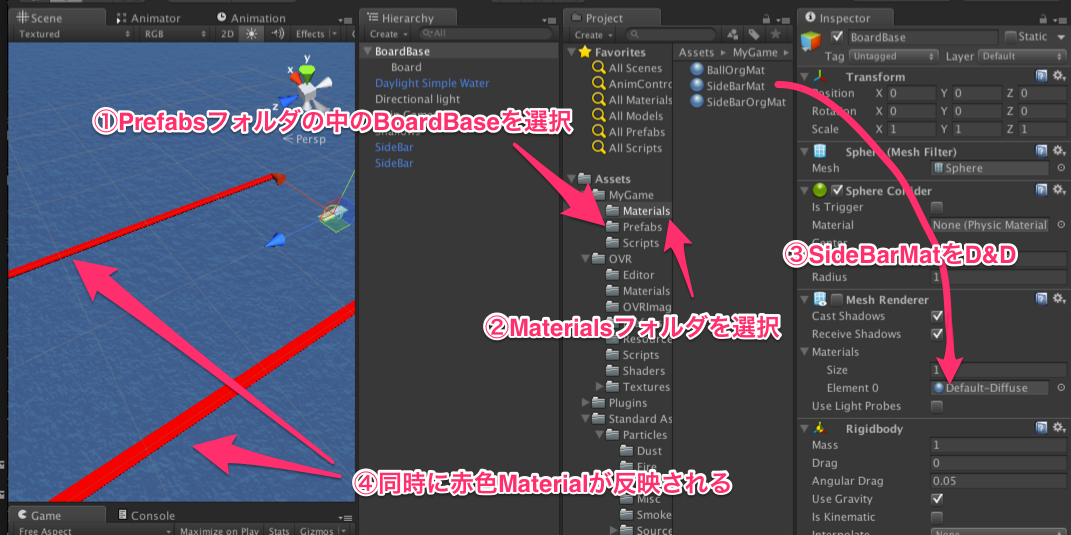 Scene
Animator
Animation
Textured
RGB
2D
Effects
y
x
z
Persp
Hierarchy
Create
All
BoardBase
Board
Daylight Simple Water
Directional light
SideBar
SideBar
Project
Create
Favorites
All Scenes
AnimContro
All Materials
All Models
All Prefabs
All Scripts
Assets
MyGame
Materials
Prefabs
Scripts
OVR
Editor
Materials
OVRImag
Scripts
Shaders
Textures
Plugins
Standard As
Particles
Dust
Fire
Misc
Smoke
Source
Assets ▸ MyGame ▸
BallOrgMat
SideBarMat
SideBarOrgMat
Inspector
BoardBase
Static
Tag Untagged
Layer Default
Transform
Position X 0 Y 0 Z 0
Rotation X 0 Y 0 Z 0
Scale X 1 Y 1 Z 1
Sphere (Mesh Filter)
Mesh Sphere
Sphere Collider
Is Trigger
Material None (Physic Material
Center
Radius 1
Mesh Renderer
Cast Shadows
Receive Shadows
Materials
Size 1
Element 0 Default-Diffuse
Use Light Probes
Rigidbody
Mass 1
Drag 0
Angular Drag 0.05
Use Gravity
Is Kinematic
Interpolate None
①Prefabsフォルダの中のBoardBaseを選択
②Materialsフォルダを選択
③SideBarMatをD&D
④同時に赤色Materialが反映される
Game
Console
Free Aspect
Maximize on Play
Stats
Gizmos